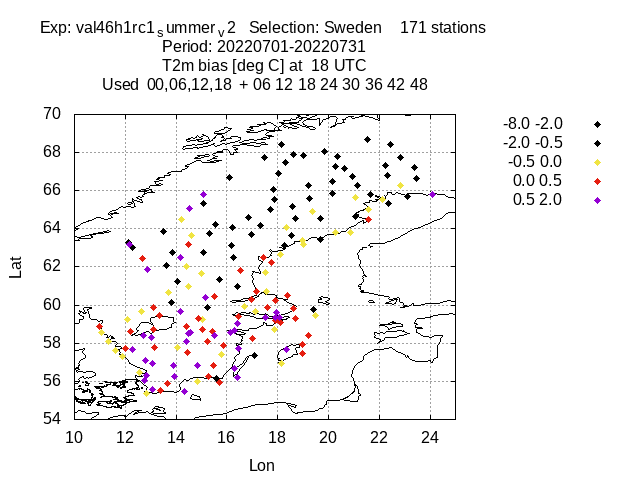 Exp: val46h1rc1summerv2   Selection: Sweden    171 stations
Period: 20220701-20220731
T2m bias [deg C] at  18 UTC
Used  00,06,12,18  + 06 12 18 24 30 36 42 48
70
68
66
64
62
60
58
56
54
10 12 14 16 18 20 22 24
Lat
Lon
-8.0 -2.0
-2.0 -0.5
-0.5 0.0
0.0 0.5
0.5 2.0